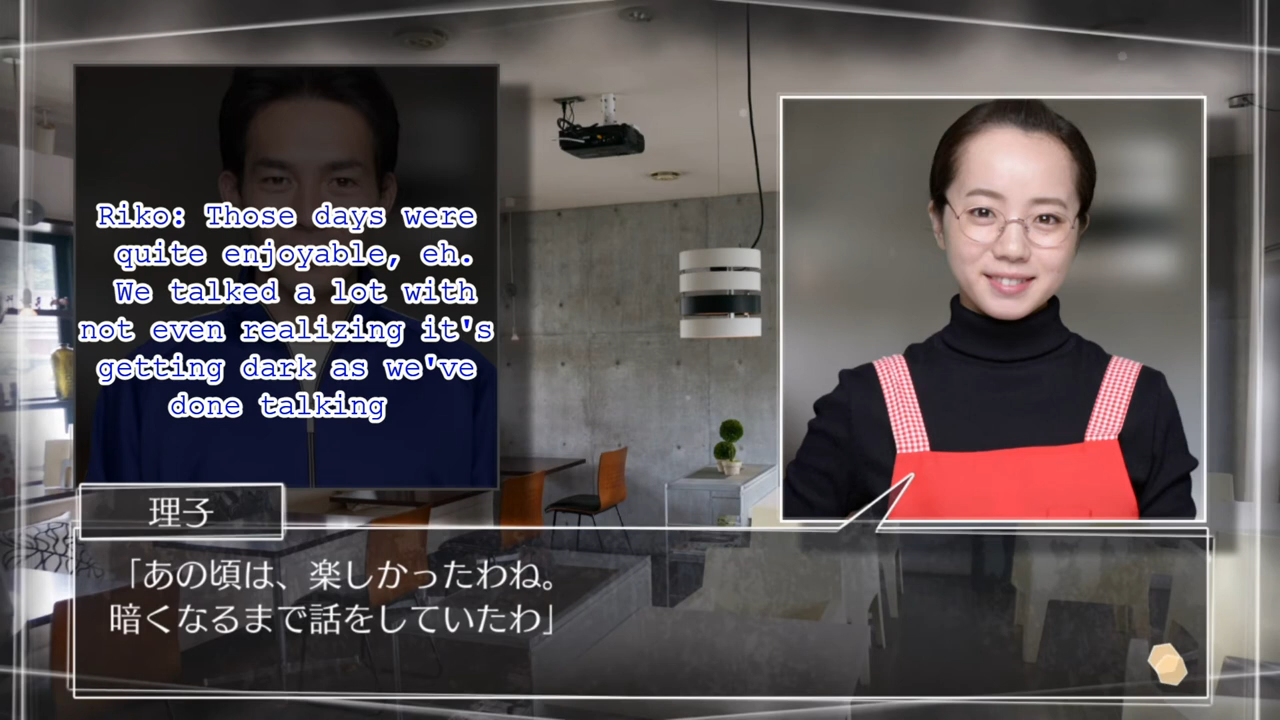 Riko: Those days were
quite enjoyable, eh.
We talked a lot with
not even realizing it's
getting dark as we've
done talking
理子
「あの頃は、楽しかったわね。
暗くなるまで話をしていたわ」